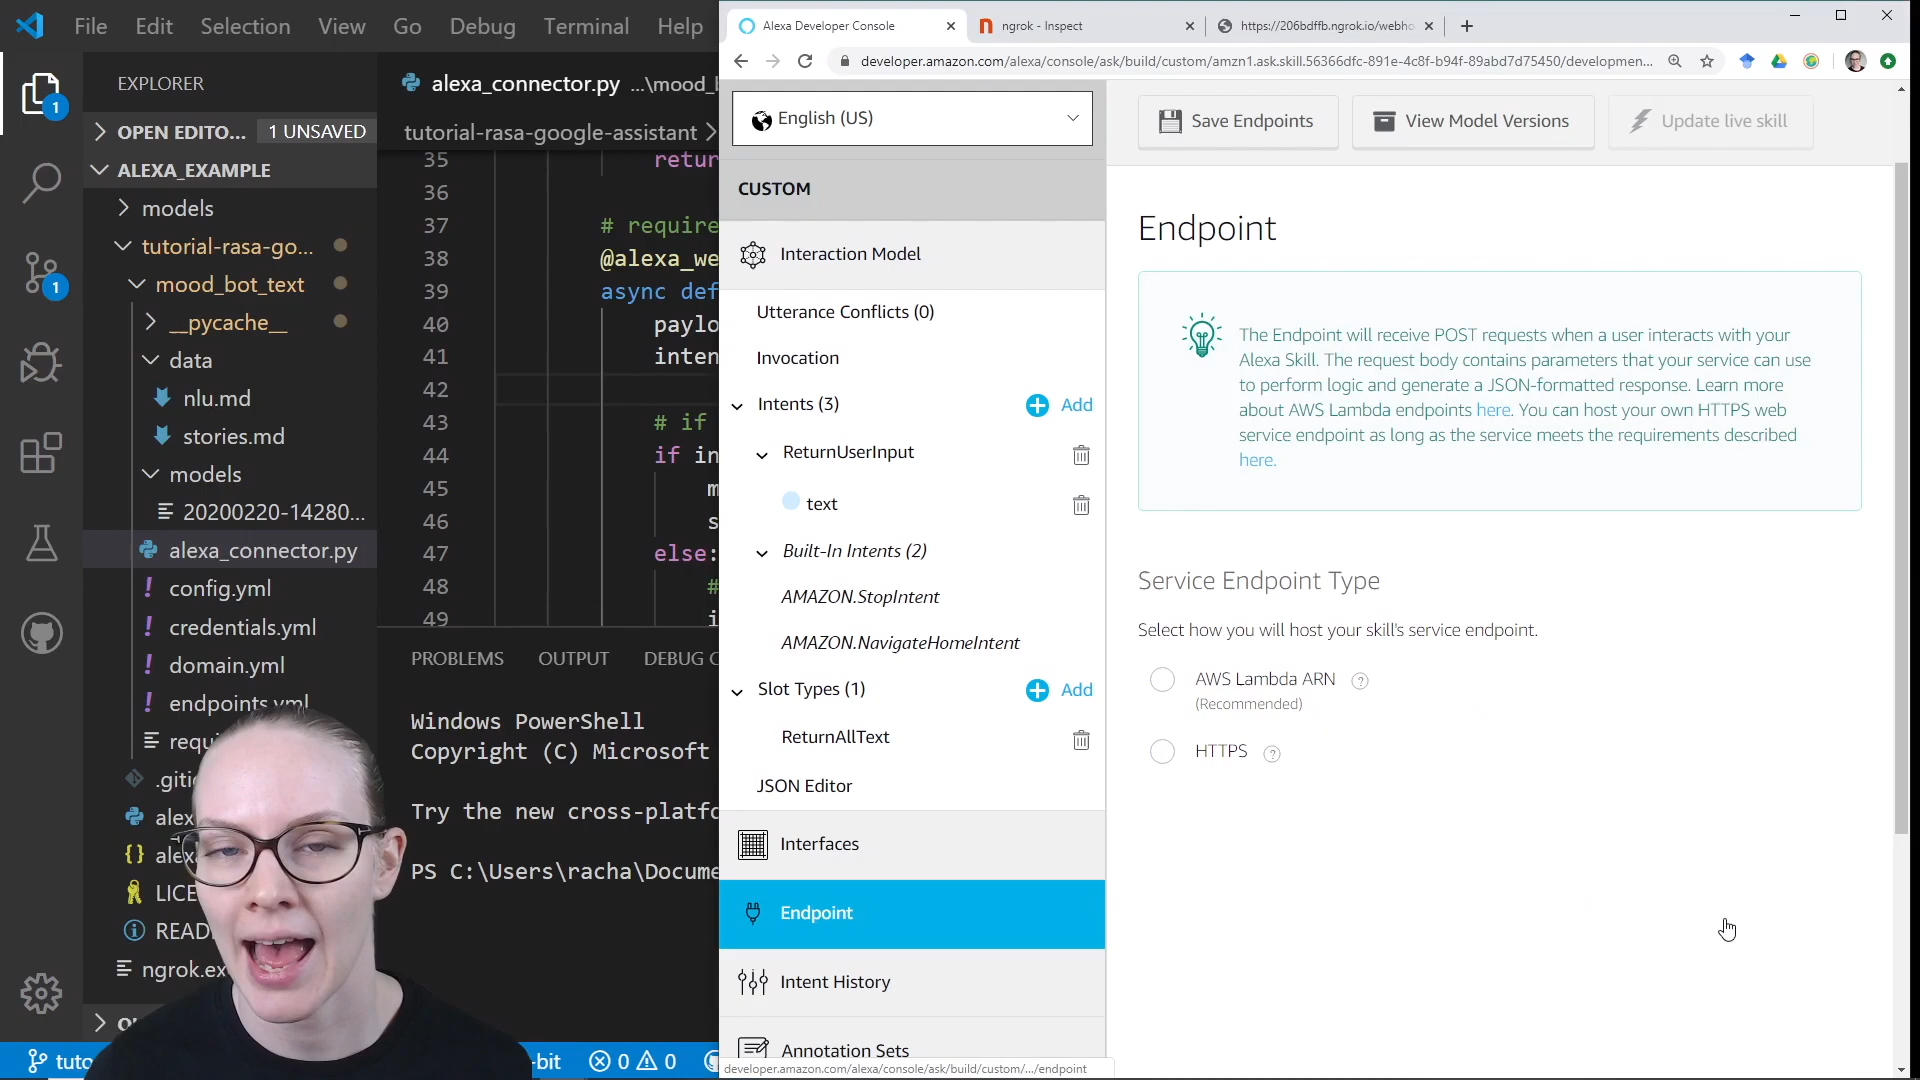 File Edit Selection View Go Debug Terminal Help
EXPLORER
OPEN EDITO... 1 UNSAVED
ALEXA_EXAMPLE
models
tutorial-rasa-go...
mood_bot_text
__pycache__
data
nlu.md
stories.md
models
20200220-14280...
alexa_connector.py
config.yml
credentials.yml
domain.yml
endpoints.yml
requ
.gitig
alex
alex
LICE
READ
ngrok.ex
1
1
tuto
-bit
0 0
alexa_connector.py ...\mood_b
tutorial-rasa-google-assistant
35 retur
36
37 # require
38 @alexa_we
39 async def
40 paylo
41 inten
42
43 # if
44 if in
45 m
46 s
47 else:
48 #
49 i
PROBLEMS OUTPUT DEBUG C
Windows PowerShell
Copyright (C) Microsoft
Try the new cross-platfo
PS C:\Users\racha\Docume
Alexa Developer Console
ngrok - Inspect
https://206bdffb.ngrok.io/webho
developer.amazon.com/alexa/console/ask/build/custom/amzn1.ask.skill.56366dfc-891e-4c8f-b94f-89abd7d75450/developmen...
English (US)
CUSTOM
Interaction Model
Utterance Conflicts (0)
Invocation
Intents (3) Add
ReturnUserInput
text
Built-In Intents (2)
AMAZON.StopIntent
AMAZON.NavigateHomeIntent
Slot Types (1) Add
ReturnAllText
JSON Editor
Interfaces
Endpoint
Intent History
Annotation Sets
developer.amazon.com/alexa/console/ask/build/custom/.../endpoint
Save Endpoints View Model Versions Update live skill
Endpoint
The Endpoint will receive POST requests when a user interacts with your
Alexa Skill. The request body contains parameters that your service can use
to perform logic and generate a JSON-formatted response. Learn more
about AWS Lambda endpoints here. You can host your own HTTPS web
service endpoint as long as the service meets the requirements described
here.
Service Endpoint Type
Select how you will host your skill's service endpoint.
AWS Lambda ARN ?
(Recommended)
HTTPS ?